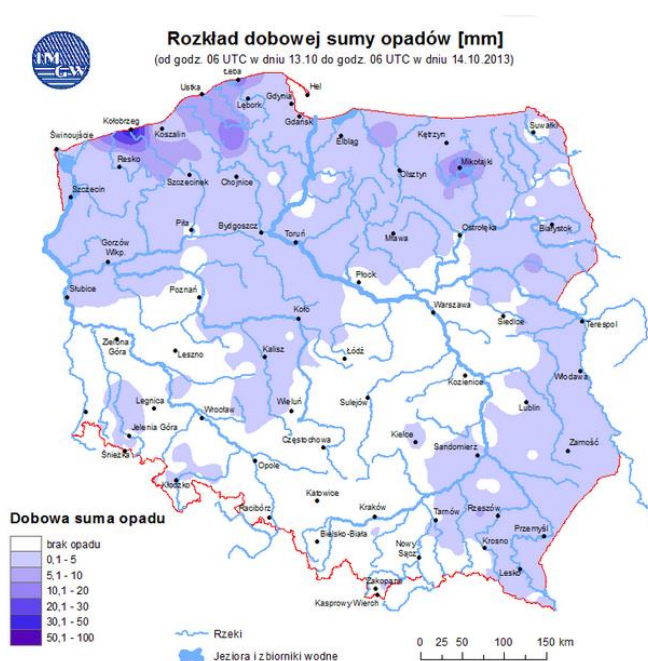 IM
GW
Rozkład dobowej sumy opadów [mm]
(od godz. 06 UTC w dniu 13.10 do godz. 06 UTC w dniu 14.10.2013)
Łeba
Hel
Ustka
Gdynia
Lębork
Gdańsk
Kołobrzeg
Koszalin
Suwałki
Świnoujście
Elbląg
Kętrzyn
Resko
Mikołajki
Szczecinek
Chojnice
Olsztyn
Szczecin
Piła
Bydgoszcz
Toruń
Mława
Ostrołęka
Białystok
Gorzów
Wlkp.
Płock
Słubice
Poznań
Koło
Warszawa
Siedlce
Terespol
Zielona
Góra
Leszno
Kalisz
Łódź
Kozienice
Włodawa
Legnica
Wrocław
Wieluń
Sulejów
Lublin
Jelenia Góra
Częstochowa
Kielce
Sandomierz
Zamość
Śnieżka
Opole
Kłodzko
Katowice
Racibórz
Kraków
Tarnów
Rzeszów
Przemyśl
Bielsko-Biała
Nowy
Sącz
Krosno
Lesko
Zakopane
Kasprowy Wierch
Dobowa suma opadu
brak opadu
0,1 - 5
5,1 - 10
10,1 - 20
20,1 - 30
30,1 - 50
50,1 - 100
Rzeki
Jeziora i zbiorniki wodne
0 25 50 100 150 km